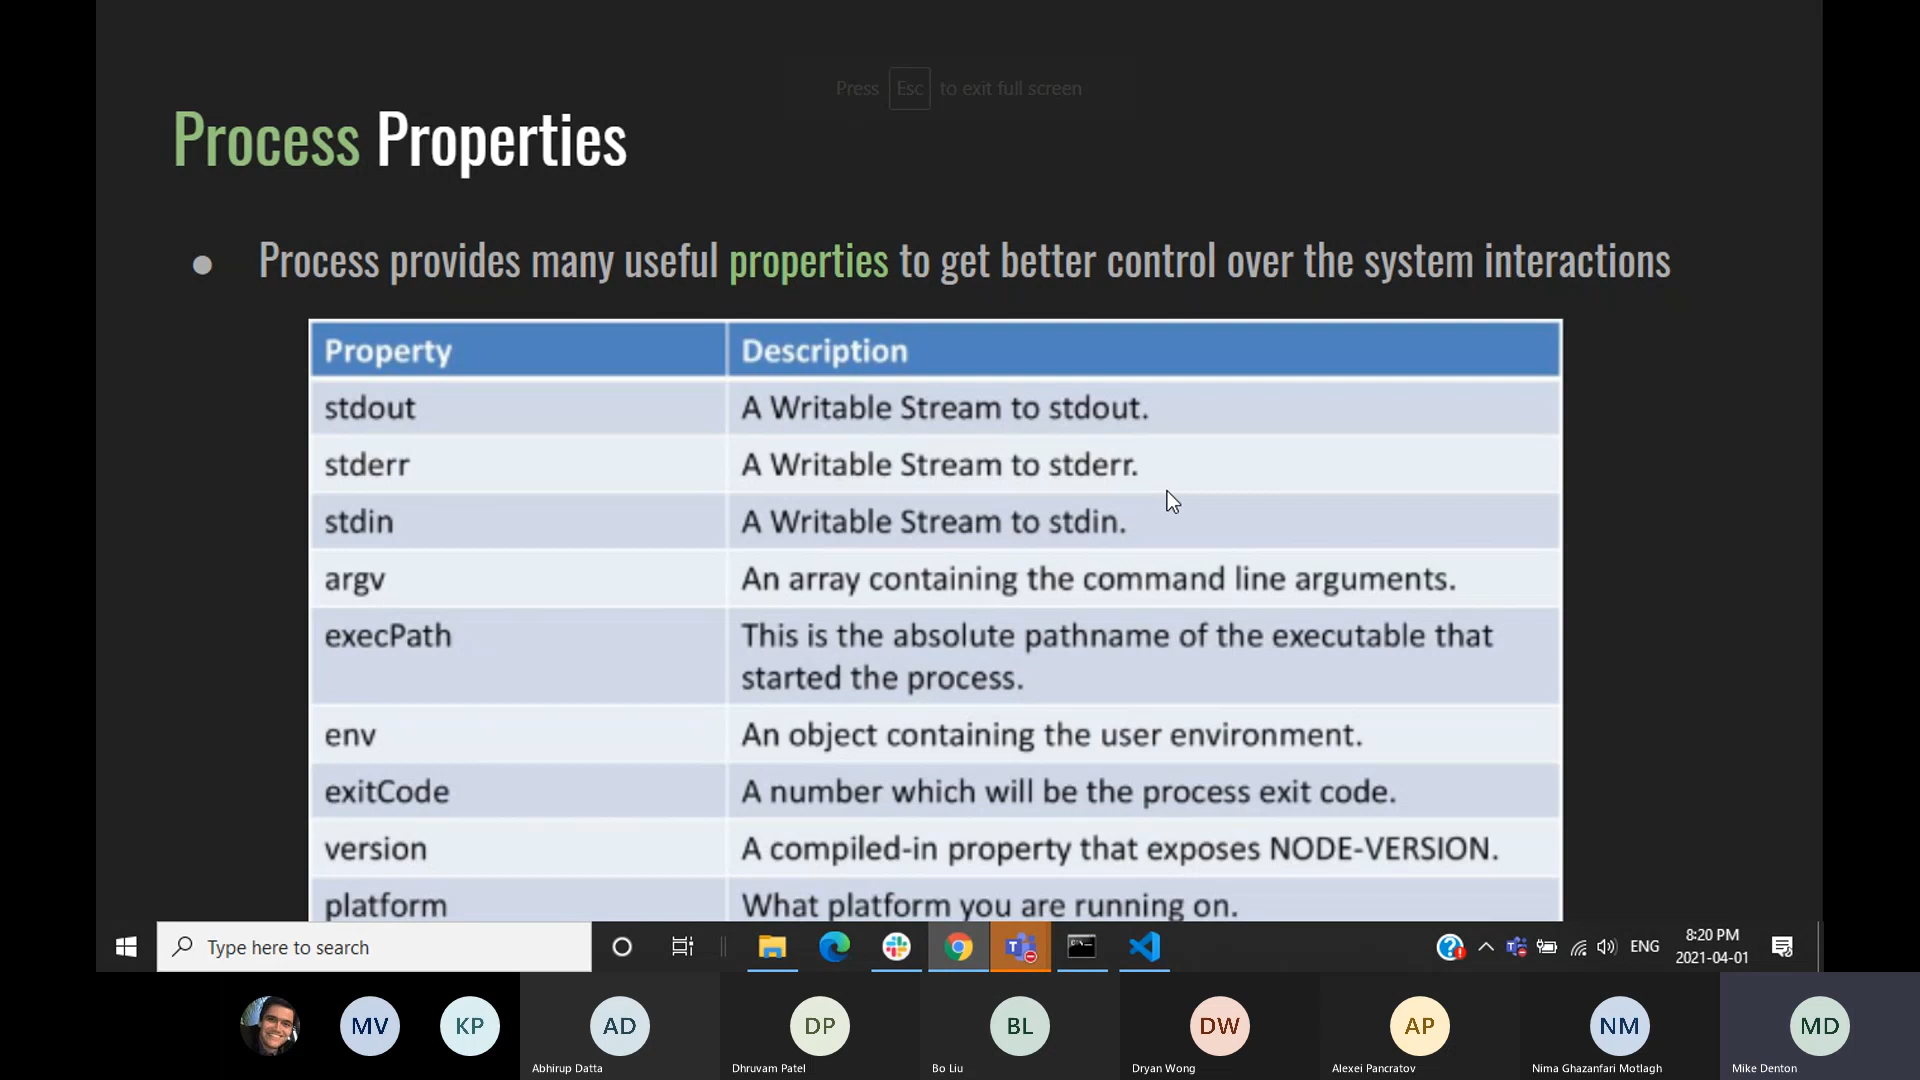 Press Esc to exit full screen
Process Properties
● Process provides many useful properties to get better control over the system interactions
Property Description
stdout A Writable Stream to stdout.
stderr A Writable Stream to stderr.
stdin A Writable Stream to stdin.
argv An array containing the command line arguments.
execPath This is the absolute pathname of the executable that
started the process.
env An object containing the user environment.
exitCode A number which will be the process exit code.
version A compiled-in property that exposes NODE-VERSION.
platform What platform you are running on.
Type here to search
ENG
8:20 PM
2021-04-01
MV KP AD DP BL DW AP NM MD
Abhirup Datta Dhruvam Patel Bo Liu Dryan Wong Alexei Pancratov Nima Ghazanfari Motlagh Mike Denton